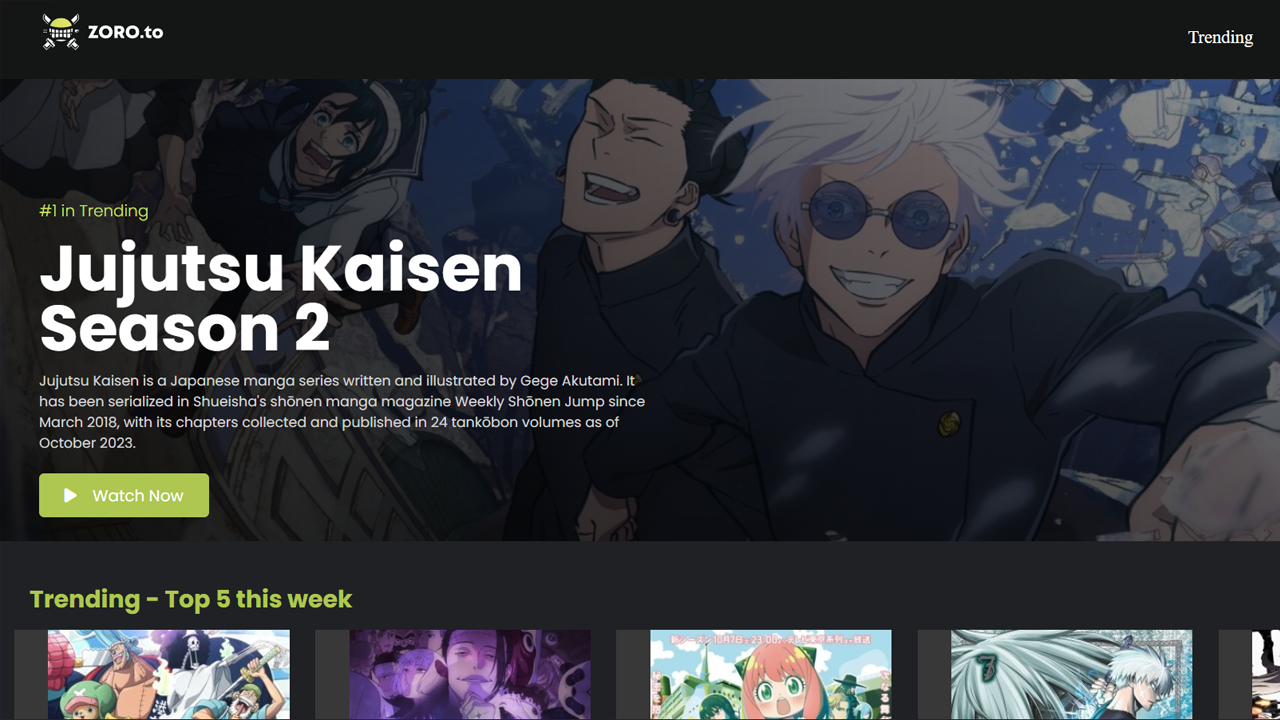 ZORO.to
Trending
#1 in Trending
Jujutsu Kaisen
Season 2
Jujutsu Kaisen is a Japanese manga series written and illustrated by Gege Akutami. It
has been serialized in Shueisha's shōnen manga magazine Weekly Shōnen Jump since
March 2018, with its chapters collected and published in 24 tankōbon volumes as of
October 2023.
Watch Now
Trending - Top 5 this week
7